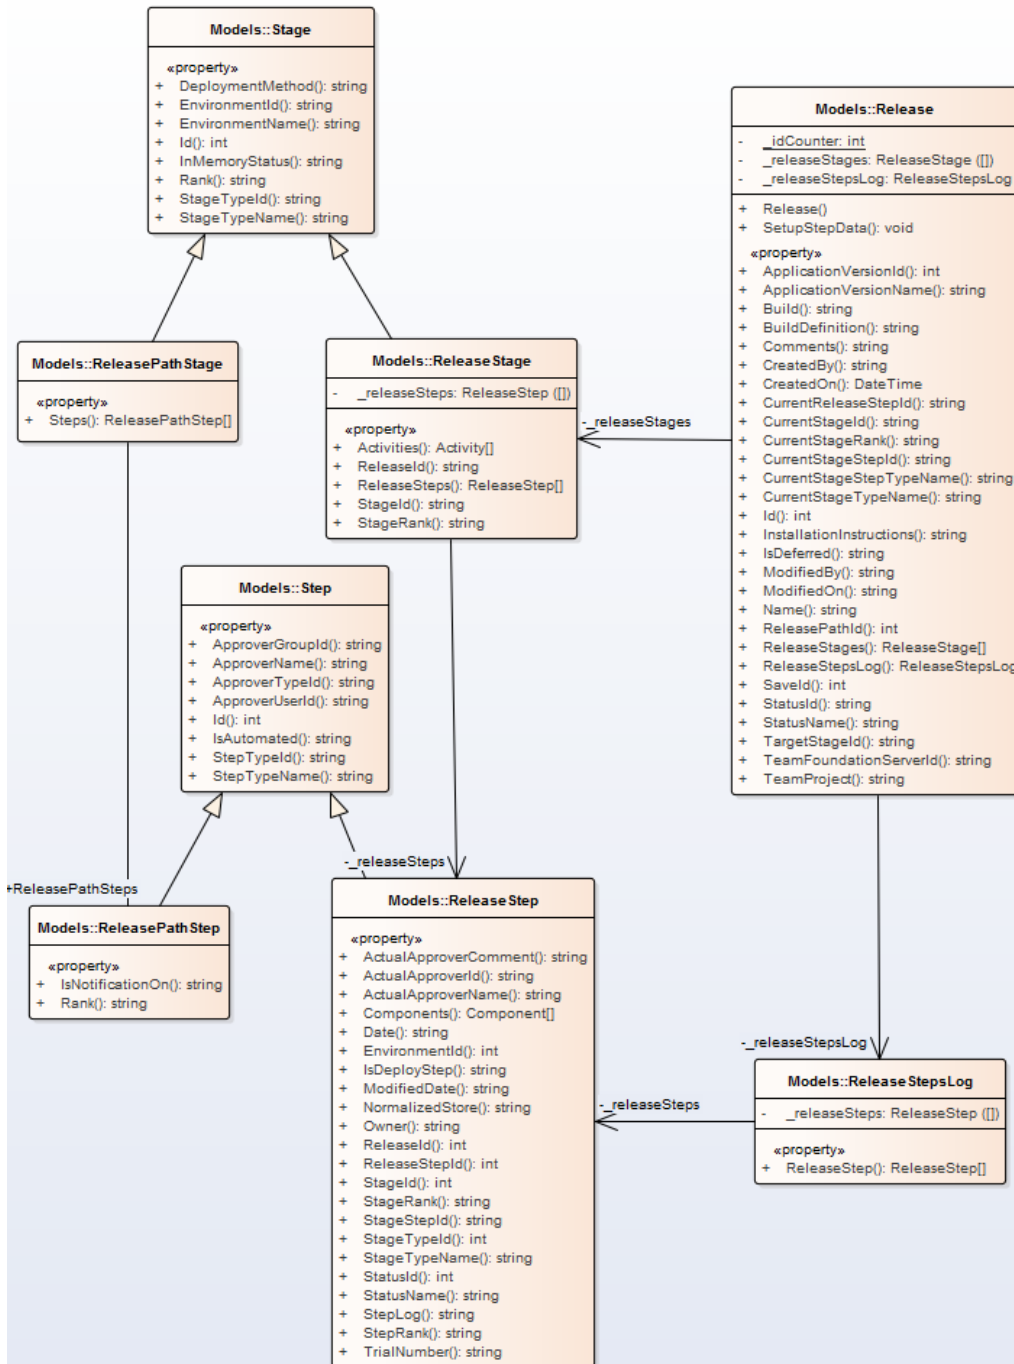 Models::Stage
«property»
+ DeploymentMethod(): string
+ EnvironmentId(): string
+ EnvironmentName(): string
+ Id(): int
+ InMemoryStatus(): string
+ Rank(): string
+ StageTypeId(): string
+ StageTypeName(): string
Models::Release
- _idCounter: int
- _releaseStages: ReleaseStage ([])
- _releaseStepsLog: ReleaseStepsLog
+ Release()
+ SetupStepData(): void
«property»
+ ApplicationVersionId(): int
+ ApplicationVersionName(): string
+ Build(): string
+ BuildDefinition(): string
+ Comments(): string
+ CreatedBy(): string
+ CreatedOn(): DateTime
+ CurrentReleaseStepId(): string
+ CurrentStageId(): string
+ CurrentStageRank(): string
+ CurrentStageStepId(): string
+ CurrentStageStepTypeName(): string
+ CurrentStageTypeName(): string
+ Id(): int
+ InstallationInstructions(): string
+ IsDeferred(): string
+ ModifiedBy(): string
+ ModifiedOn(): string
+ Name(): string
+ ReleasePathId(): int
+ ReleaseStages(): ReleaseStage[]
+ ReleaseStepsLog(): ReleaseStepsLog
+ SaveId(): int
+ StatusId(): string
+ StatusName(): string
+ TargetStageId(): string
+ TeamFoundationServerId(): string
+ TeamProject(): string
Models::ReleasePathStage
«property»
+ Steps(): ReleasePathStep[]
Models::ReleaseStage
- _releaseSteps: ReleaseStep ([])
«property»
+ Activities(): Activity[]
+ ReleaseId(): string
+ ReleaseSteps(): ReleaseStep[]
+ StageId(): string
+ StageRank(): string
-_releaseStages
Models::Step
«property»
+ ApproverGroupId(): string
+ ApproverName(): string
+ ApproverTypeId(): string
+ ApproverUserId(): string
+ Id(): int
+ IsAutomated(): string
+ StepTypeId(): string
+ StepTypeName(): string
-_releaseSteps
+ReleasePathSteps
Models::ReleasePathStep
«property»
+ IsNotificationOn(): string
+ Rank(): string
Models::ReleaseStep
«property»
+ ActualApproverComment(): string
+ ActualApproverId(): string
+ ActualApproverName(): string
+ Components(): Component[]
+ Date(): string
+ EnvironmentId(): int
+ IsDeployStep(): string
+ ModifiedDate(): string
+ NormalizedStore(): string
+ Owner(): string
+ ReleaseId(): int
+ ReleaseStepId(): int
+ StageId(): int
+ StageRank(): string
+ StageStepId(): string
+ StageTypeId(): int
+ StageTypeName(): string
+ StatusId(): int
+ StatusName(): string
+ StepLog(): string
+ StepRank(): string
+ TrialNumber(): string
-_releaseStepsLog
-_releaseSteps
Models::ReleaseStepsLog
- _releaseSteps: ReleaseStep ([])
«property»
+ ReleaseStep(): ReleaseStep[]